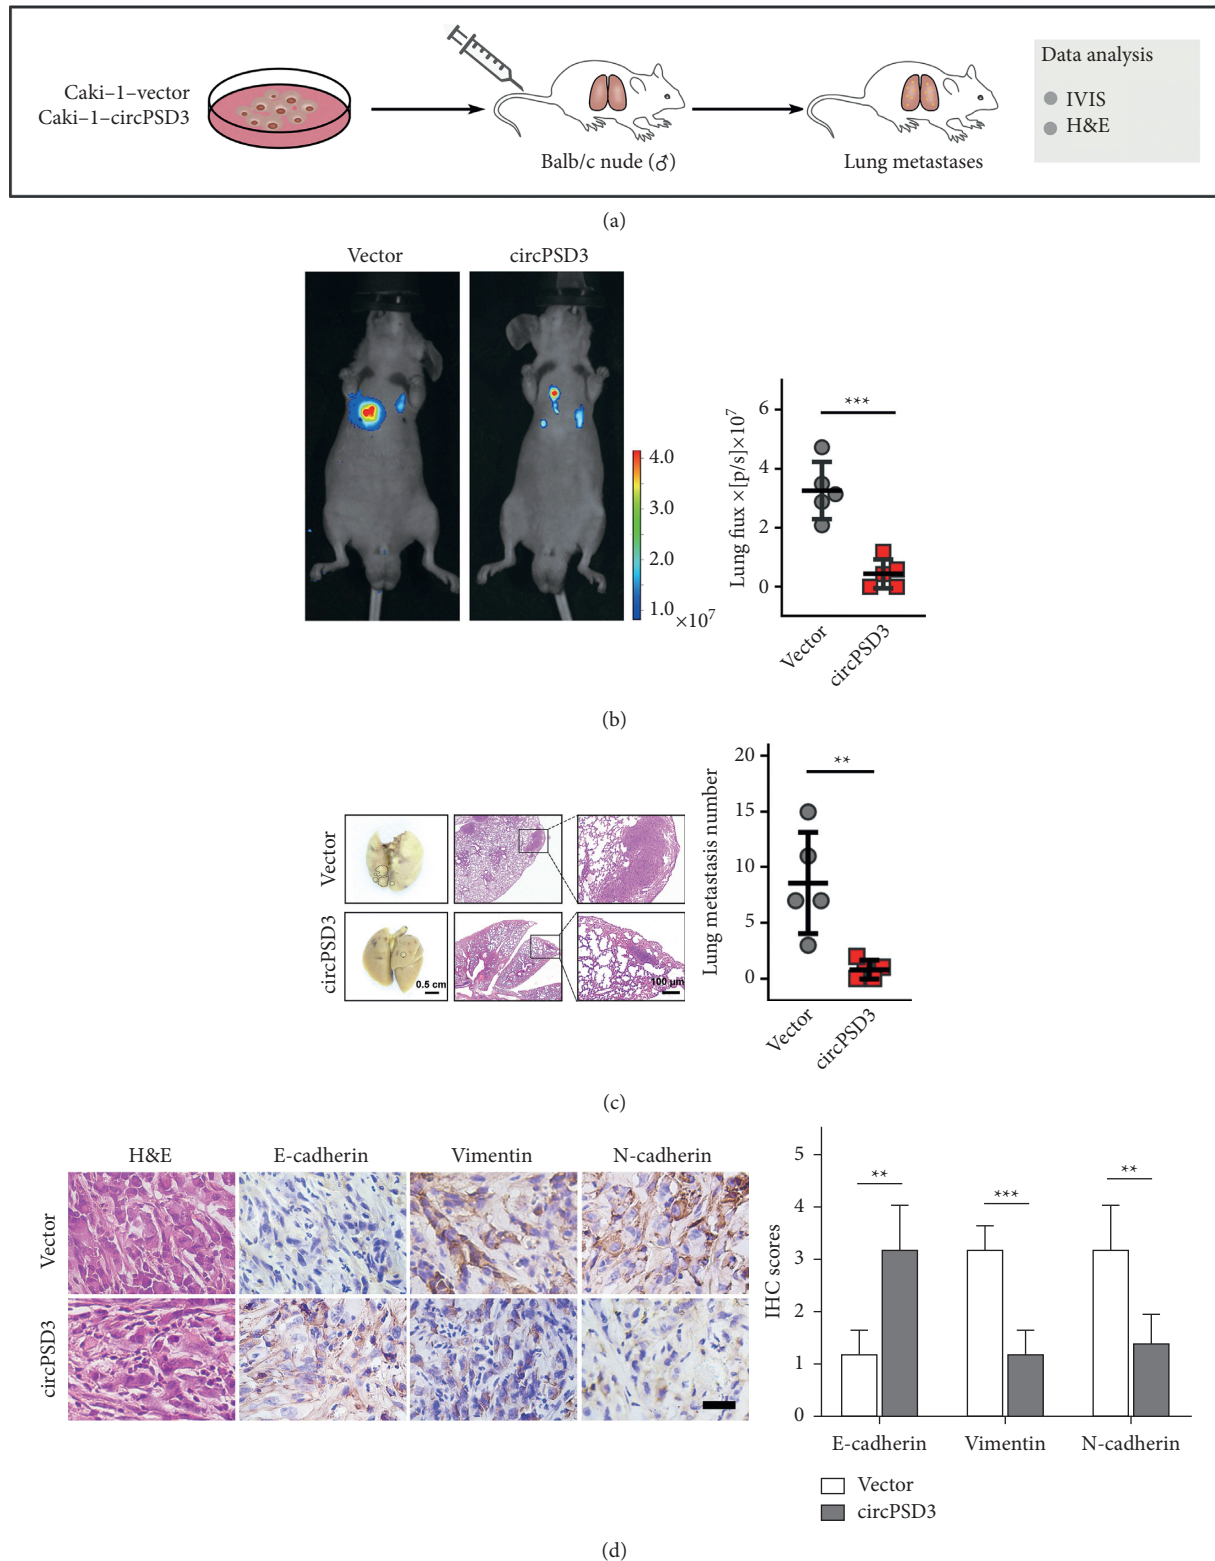 Caki–1–vector
Caki–1–circPSD3
Balb/c nude (♂)
Lung metastases
Data analysis
IVIS
H&E
(a)
Vector
circPSD3
4.0
3.0
2.0
1.0
×10⁷
Lung fiux ×[p/s]×10⁷
6
4
2
0
***
Vector
circPSD3
(b)
Vector
circPSD3
0.5 cm
100 μm
Lung metastasis number
20
15
10
5
0
**
Vector
circPSD3
(c)
H&E
E-cadherin
Vimentin
N-cadherin
Vector
circPSD3
IHC scores
5
4
3
2
1
0
**
***
**
E-cadherin
Vimentin
N-cadherin
Vector
circPSD3
(d)